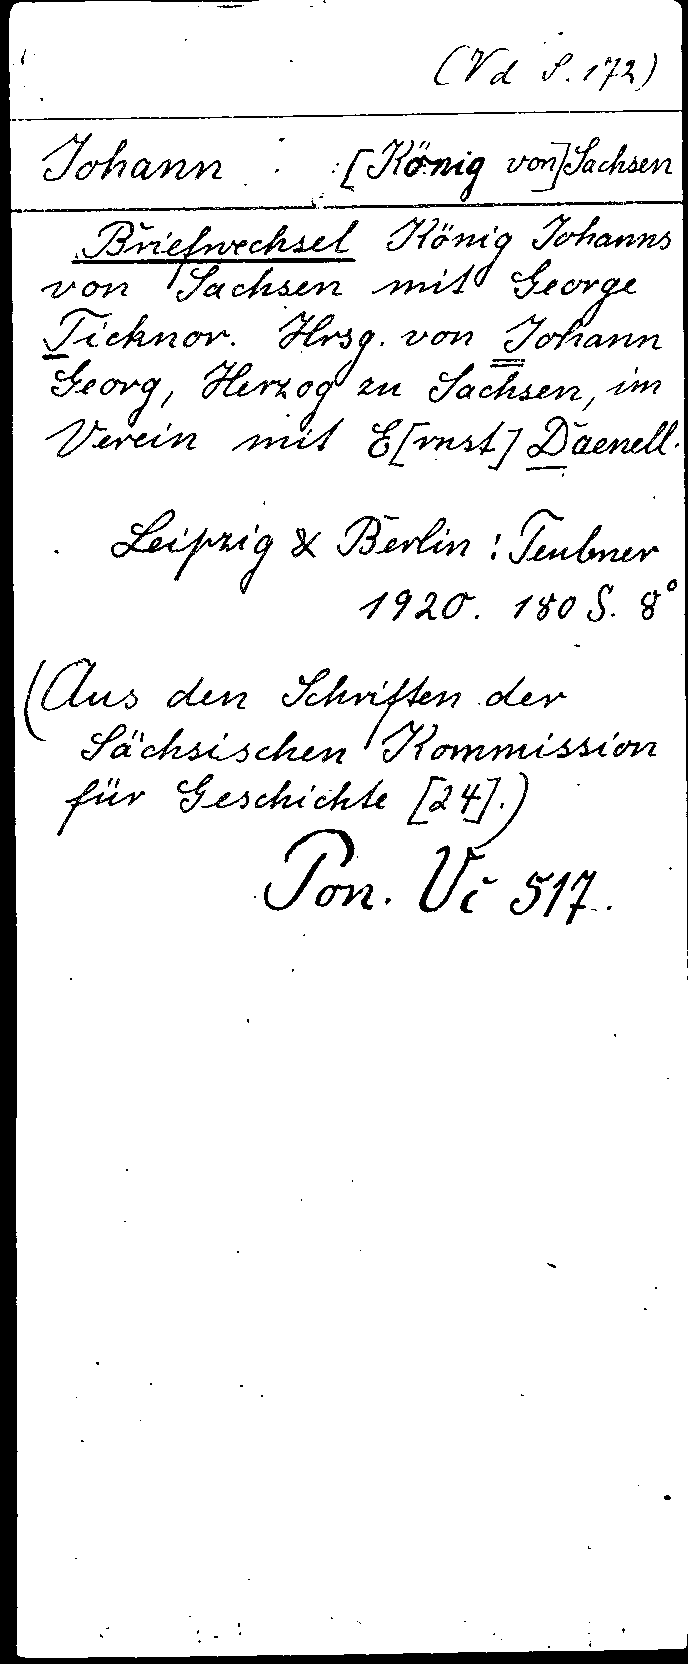 (Vd S. 172)
Johann [König von] Sachsen
Briefwechsel König Johanns
von Sachsen mit George
Ticknor. Hrsg. von Johann
Georg, Herzog zu Sachsen, im
Verein mit E[rnst] Daenell.
Leipzig & Berlin: Teubner
1920. 180 S. 8°
(Aus den Schriften der
Sächsischen Kommission
für Geschichte [24].)
Pon. Vc 517.